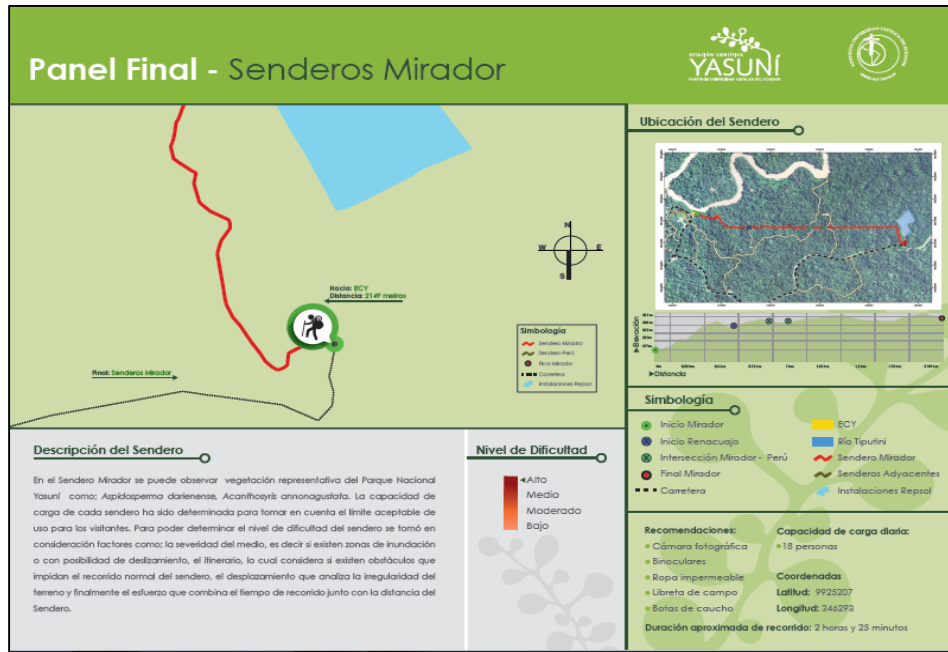 Panel Final - Senderos Mirador
ESTACIÓN CIENTÍFICA
YASUNÍ
PONTIFICIA UNIVERSIDAD CATÓLICA DEL ECUADOR
N
W E
S
Hacia: ECY
Distancia: 2149 metros
Final: Senderos Mirador
Simbología
Sendero Mirador
Sendero Perú
Final Mirador
Carretera
Instalaciones Repsol
Ubicación del Sendero
Elevación
Distancia
Simbología
Inicio Mirador
Inicio Renacuajo
Intersección Mirador - Perú
Final Mirador
Carretera
ECY
Río Tiputini
Sendero Mirador
Senderos Adyacentes
Instalaciones Repsol
Descripción del Sendero
En el Sendero Mirador se puede observar vegetación representativa del Parque Nacional
Yasuní como; Aspidosperma darienense, Acanthosyris annonagustata. La capacidad de
carga de cada sendero ha sido determinada para tomar en cuenta el límite aceptable de
uso para los visitantes. Para poder determinar el nivel de dificultad del sendero se tomó en
consideración factores como; la severidad del medio, es decir si existen zonas de inundación
o con posibilidad de deslizamiento, el itinerario, lo cual considera si existen obstáculos que
impidan el recorrido normal del sendero, el desplazamiento que analiza la irregularidad del
terreno y finalmente el esfuerzo que combina el tiempo de recorrido junto con la distancia del
Sendero.
Nivel de Dificultad
Alto
Medio
Moderado
Bajo
Recomendaciones:
Cámara fotográfica
Binoculares
Ropa impermeable
Libreta de campo
Botas de caucho
Capacidad de carga diaria:
18 personas
Coordenadas
Latitud: 9925207
Longitud: 346293
Duración aproximada de recorrido: 2 horas y 25 minutos